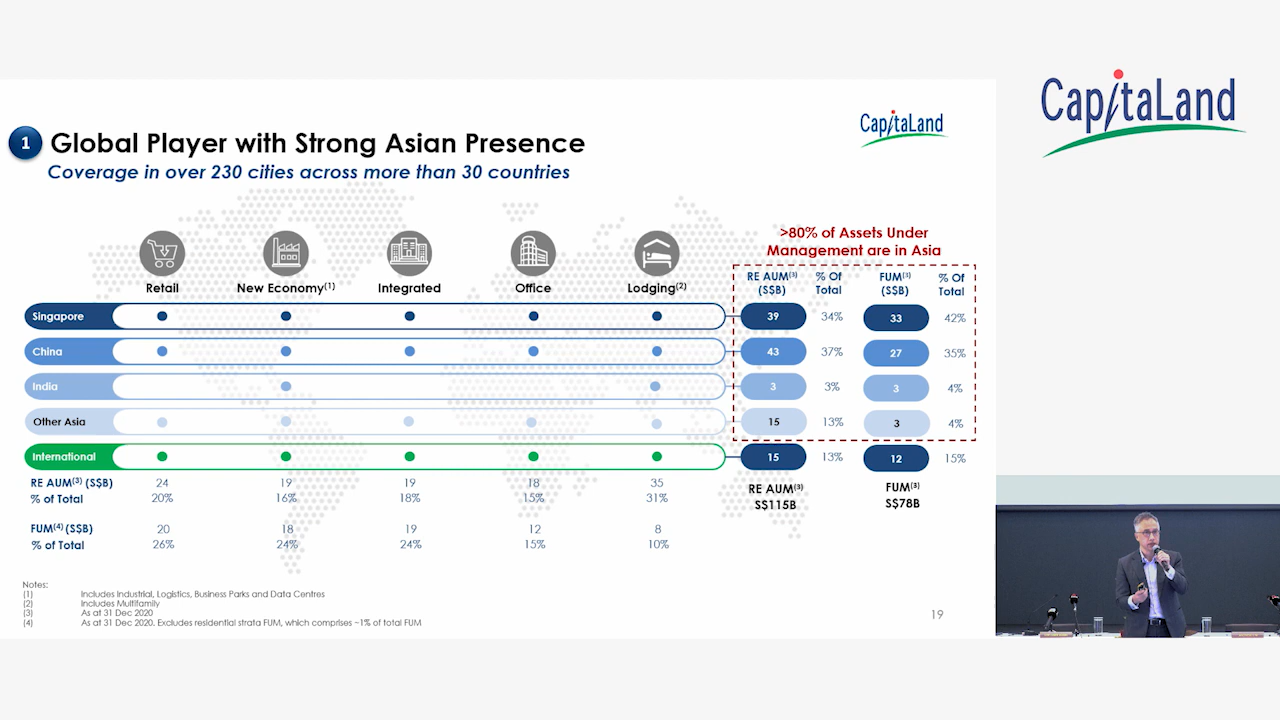 CapitaLand
CapitaLand
1 Global Player with Strong Asian Presence
Coverage in over 230 cities across more than 30 countries
>80% of Assets Under
Management are in Asia
Retail New Economy(1) Integrated Office Lodging(2)
RE AUM(3) (S$B) % Of Total FUM(3) (S$B) % Of Total
Singapore 39 34% 33 42%
China 43 37% 27 35%
India 3 3% 3 4%
Other Asia 15 13% 3 4%
International 15 13% 12 15%
RE AUM(3) (S$B) 24 19 19 18 35
% of Total 20% 16% 18% 15% 31%
RE AUM(3) FUM(3)
S$115B S$78B
FUM(4) (S$B) 20 18 19 12 8
% of Total 26% 24% 24% 15% 10%
Notes:
(1) Includes Industrial, Logistics, Business Parks and Data Centres
(2) Includes Multifamily
(3) As at 31 Dec 2020
(4) As at 31 Dec 2020. Excludes residential strata FUM, which comprises ~1% of total FUM
19